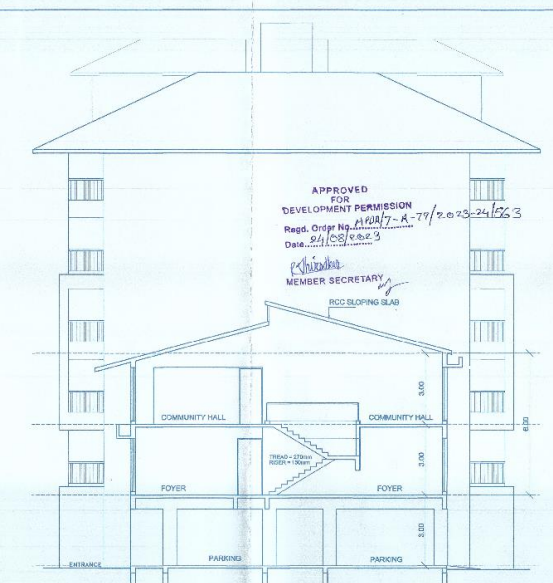 APPROVED
FOR
DEVELOPMENT PERMISSION
Regd. Order No. MPDA/7-A-79/2023-24/563
Date 24/08/2023
MEMBER SECRETARY
RCC SLOPING SLAB
3.00
COMMUNITY HALL
COMMUNITY HALL
6.00
TREAD = 270mm
RISER = 150mm
3.00
FOYER
FOYER
3.00
PARKING
PARKING
ENTRANCE